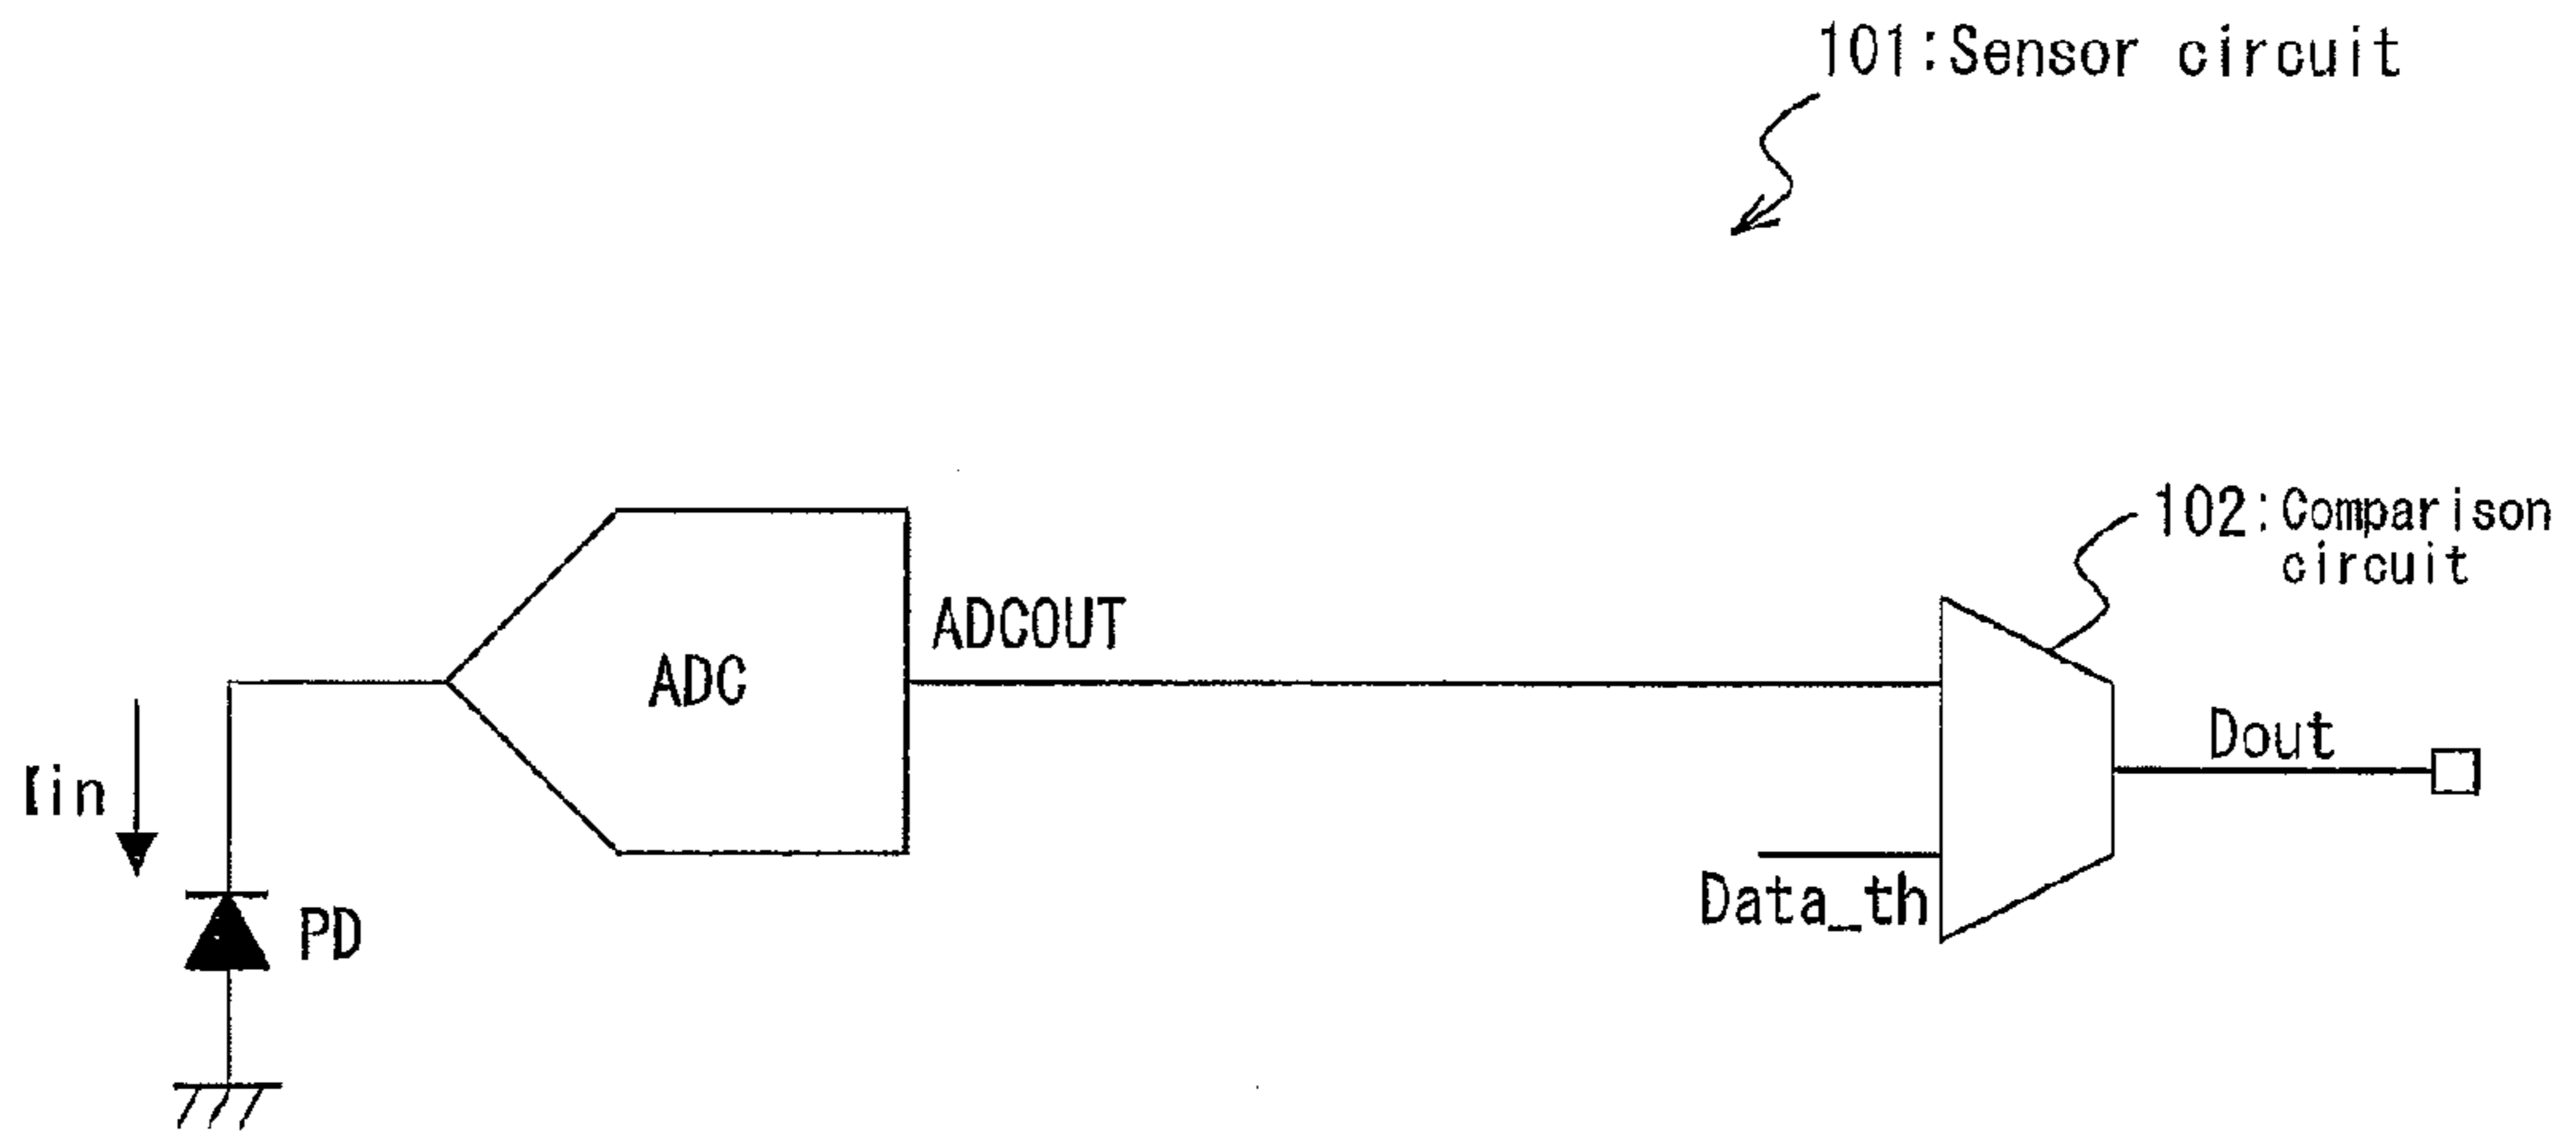 101:Sensor circuit
102:Comparison
circuit
ADCOUT
ADC
Dout
Iin
Data_th
PD